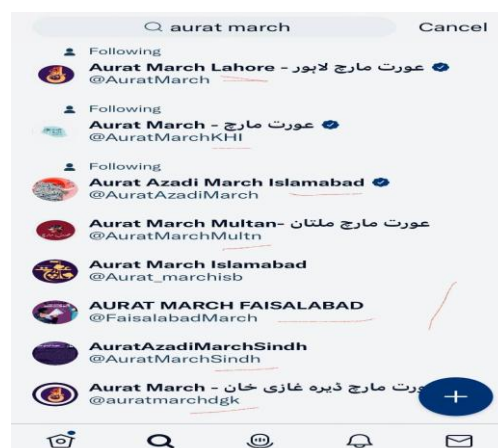 aurat march Cancel
Following
Aurat March Lahore - عورت مارچ لاہور
@AuratMarch
Following
Aurat March - عورت مارچ
@AuratMarchKHI
Following
Aurat Azadi March Islamabad
@AuratAzadiMarch
Aurat March Multan- عورت مارچ ملتان
@AuratMarchMultn
Aurat March Islamabad
@Aurat_marchisb
AURAT MARCH FAISALABAD
@FaisalabadMarch
AuratAzadiMarchSindh
@AuratMarchSindh
Aurat March - عورت مارچ ڈیرہ غازی خان
@auratmarchdgk